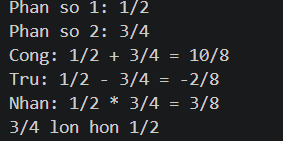 Phan so 1: 1/2
Phan so 2: 3/4
Cong: 1/2 + 3/4 = 10/8
Tru: 1/2 - 3/4 = -2/8
Nhan: 1/2 * 3/4 = 3/8
3/4 lon hon 1/2